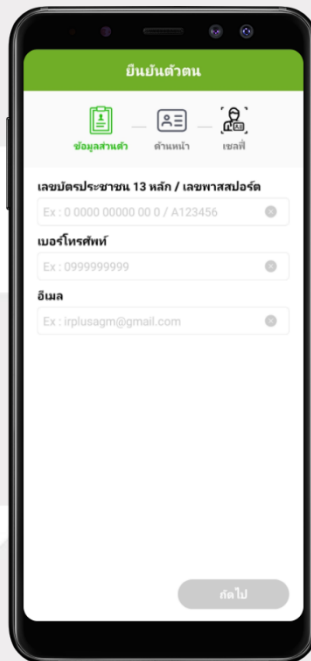 ยืนยันตัวตน
ข้อมูลส่วนตัว
ด้านหน้า
เซลฟี่
เลขบัตรประชาชน 13 หลัก / เลขพาสสปอร์ต
Ex : 0 0000 00000 00 0 / A123456
เบอร์โทรศัพท์
Ex : 0999999999
อีเมล
Ex : irplusagm@gmail.com
ถัดไป